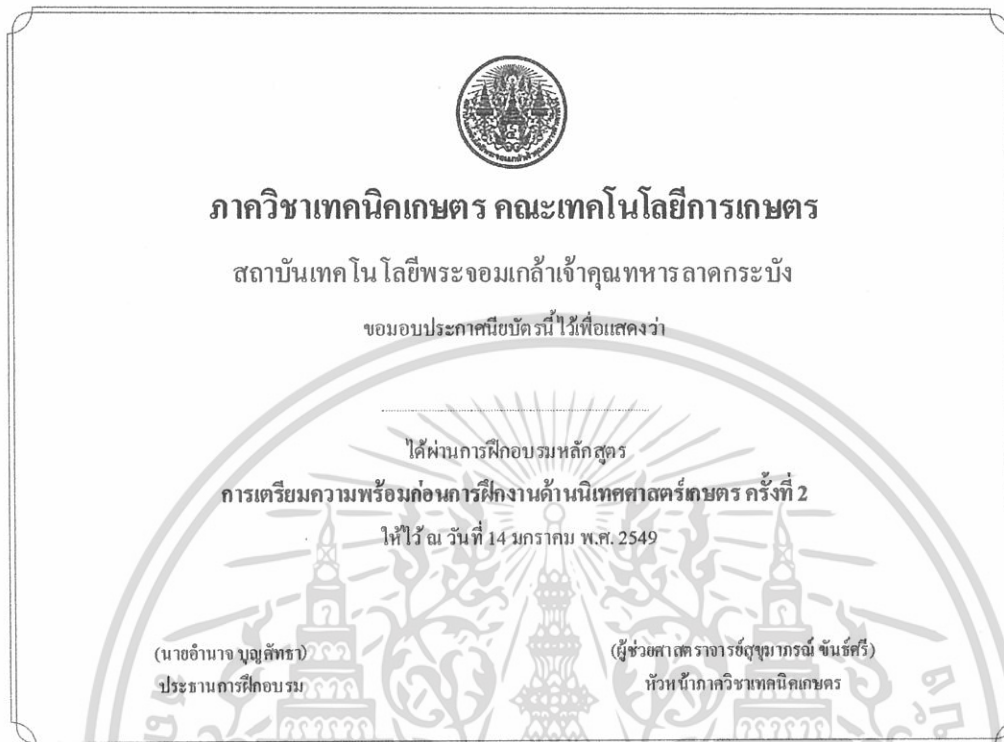 ภาควิชาเทคนิคเกษตร คณะเทคโนโลยีการเกษตร
สถาบันเทคโนโลยีพระจอมเกล้าเจ้าคุณทหารลาดกระบัง
ขอมอบประกาศนียบัตรนี้ไว้เพื่อแสดงว่า
ได้ผ่านการฝึกอบรมหลักสูตร
การเตรียมความพร้อมก่อนการฝึกงานด้านนิเทศศาสตร์เกษตร ครั้งที่ 2
ให้ไว้ ณ วันที่ 14 มกราคม พ.ศ. 2549
(นายอำนาจ บุญศัทธา)
ประธานการฝึกอบรม
(ผู้ช่วยศาสตราจารย์สุขุมาภรณ์ ขันธ์ศรี)
หัวหน้าภาควิชาเทคนิคเกษตร